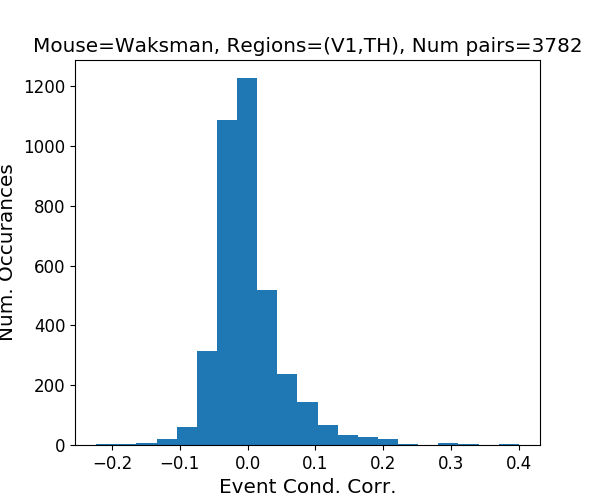 Mouse=Waksman, Regions=(V1,TH), Num pairs=3782
1200
1000
800
600
400
200
0
Num. Occurances
−0.2 −0.1 0.0 0.1 0.2 0.3 0.4
Event Cond. Corr.